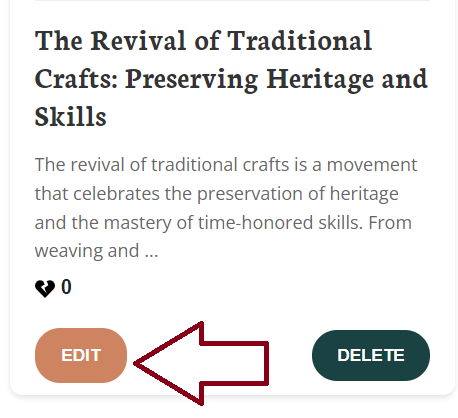 The Revival of Traditional
Crafts: Preserving Heritage and
Skills
The revival of traditional crafts is a movement
that celebrates the preservation of heritage
and the mastery of time-honored skills. From
weaving and ...
0
EDIT
DELETE